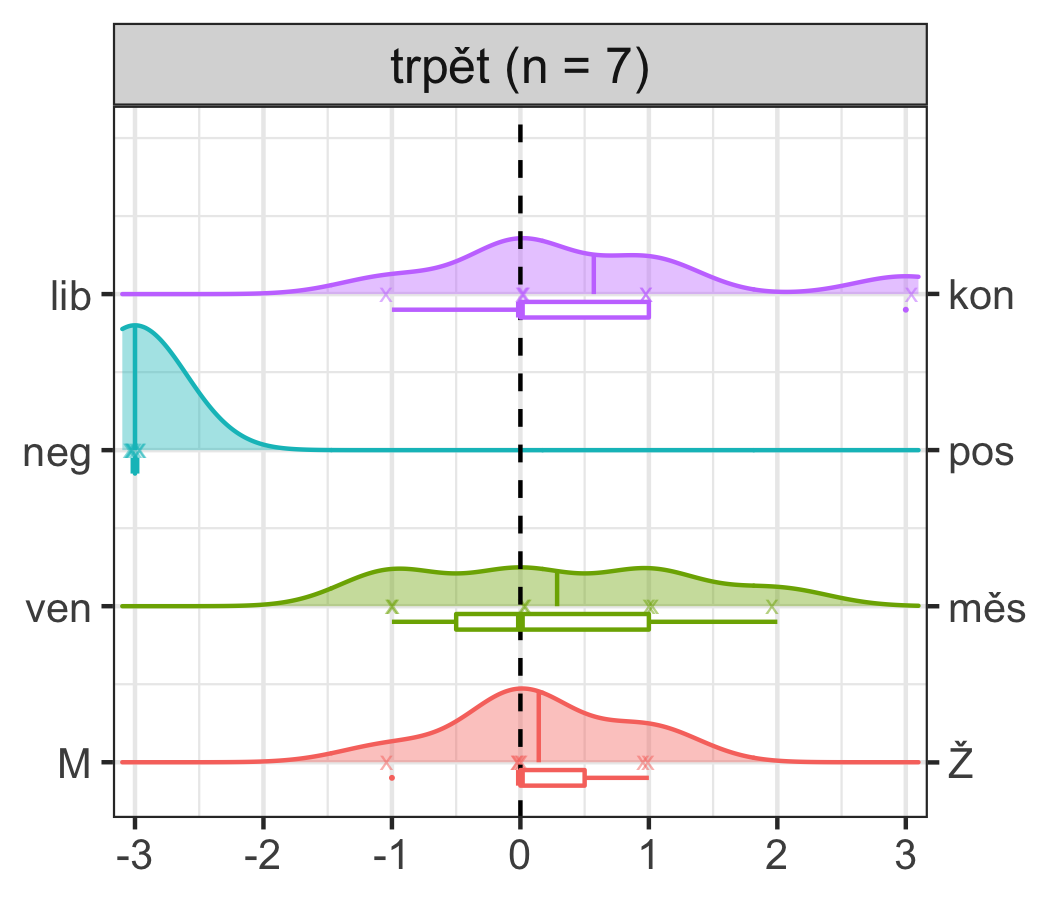 trpět (n = 7)
lib kon
neg pos
ven měs
M Ž
-3 -2 -1 0 1 2 3